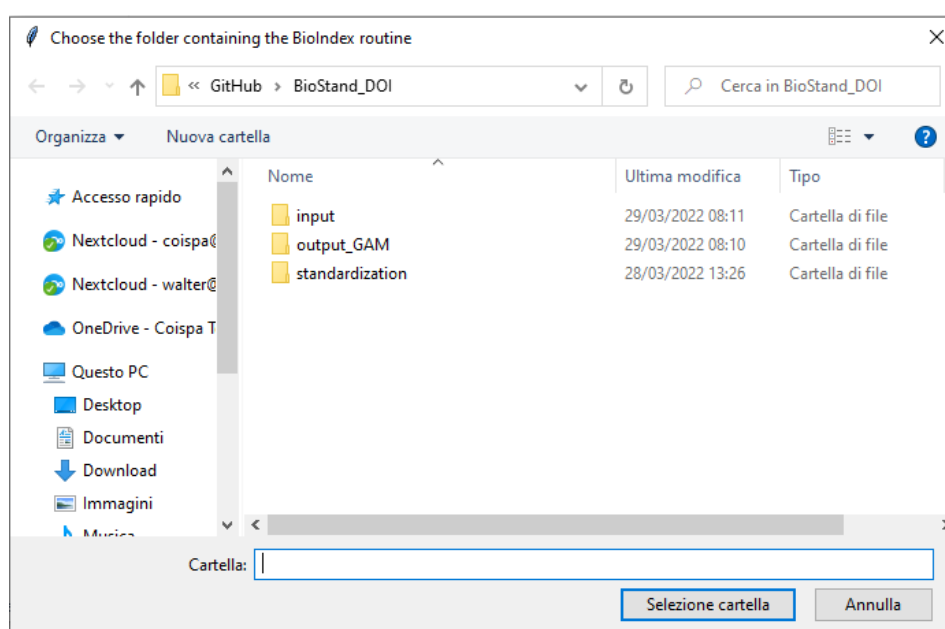 Choose the folder containing the BioIndex routine
« GitHub > BioStand_DOI
Cerca in BioStand_DOI
Organizza
Nuova cartella
Nome Ultima modifica Tipo
Accesso rapido
Nextcloud - coispa@
Nextcloud - walter@
OneDrive - Coispa T
Questo PC
Desktop
Documenti
Download
Immagini
Musica
input 29/03/2022 08:11 Cartella di file
output_GAM 29/03/2022 08:10 Cartella di file
standardization 28/03/2022 13:26 Cartella di file
Cartella:
Selezione cartella Annulla